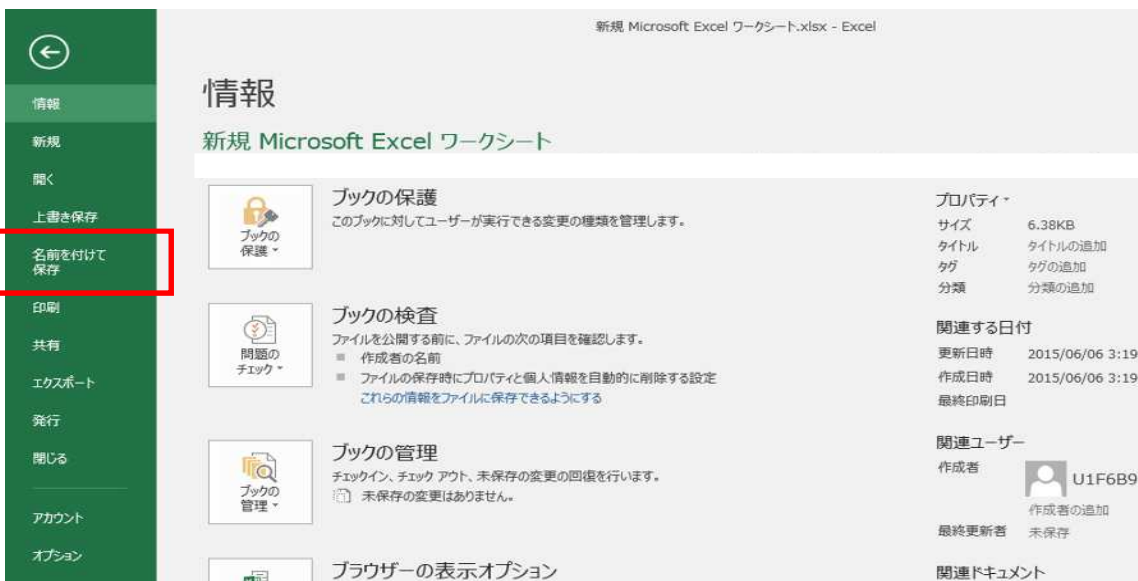 新規 Microsoft Excel ワークシート.xlsx - Excel
情報
新規
開く
上書き保存
名前を付けて
保存
印刷
共有
エクスポート
発行
閉じる
アカウント
オプション
情報
新規 Microsoft Excel ワークシート
ブックの
保護
ブックの保護
このブックに対してユーザーが実行できる変更の種類を管理します。
問題の
チェック
ブックの検査
ファイルを公開する前に、ファイルの次の項目を確認します。
作成者の名前
ファイルの保存時にプロパティと個人情報を自動的に削除する設定
これらの情報をファイルに保存できるようにする
ブックの
管理
ブックの管理
チェックイン、チェック アウト、未保存の変更の回復を行います。
未保存の変更はありません。
ブラウザーの表示オプション
プロパティ
サイズ 6.38KB
タイトル タイトルの追加
タグ タグの追加
分類 分類の追加
関連する日付
更新日時 2015/06/06 3:19
作成日時 2015/06/06 3:19
最終印刷日
関連ユーザー
作成者 U1F6B9
作成者の追加
最終更新者 未保存
関連ドキュメント